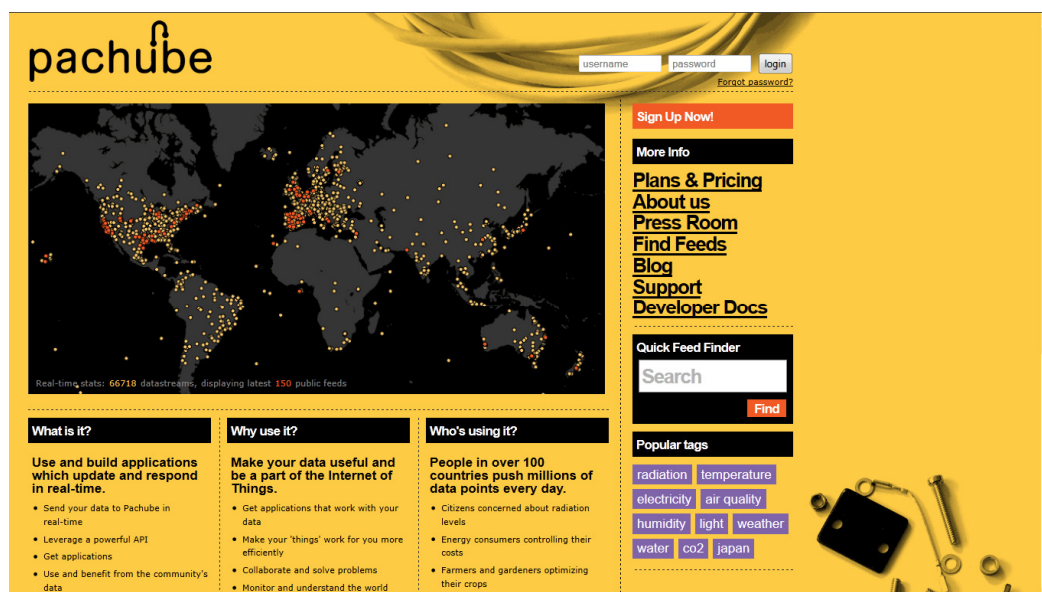 pachube
username password login
Forgot password?
Real-time stats: 66718 datastreams, displaying latest 150 public feeds
Sign Up Now!
More Info
Plans & Pricing
About us
Press Room
Find Feeds
Blog
Support
Developer Docs
Quick Feed Finder
Search
Find
Popular tags
radiation temperature
electricity air quality
humidity light weather
water co2 japan
What is it?
Use and build applications
which update and respond
in real-time.
• Send your data to Pachube in
real-time
• Leverage a powerful API
• Get applications
• Use and benefit from the community's
data
Why use it?
Make your data useful and
be a part of the Internet of
Things.
• Get applications that work with your
data
• Make your 'things' work for you more
efficiently
• Collaborate and solve problems
• Monitor and understand the world
Who's using it?
People in over 100
countries push millions of
data points every day.
• Citizens concerned about radiation
levels
• Energy consumers controlling their
costs
• Farmers and gardeners optimizing
their crops